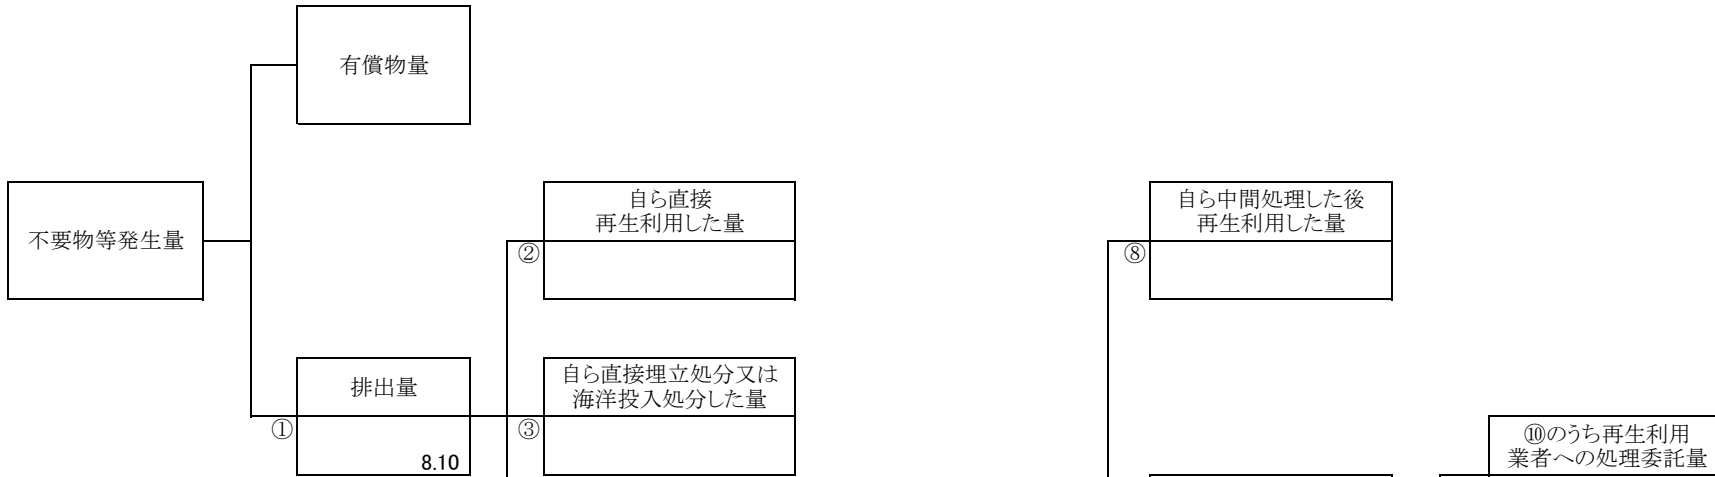 有償物量
不要物等発生量
自ら直接
再生利用した量
②
自ら中間処理した後
再生利用した量
⑧
排出量
①
8.10
自ら直接埋立処分又は
海洋投入処分した量
③
⑩のうち再生利用
業者への処理委託量